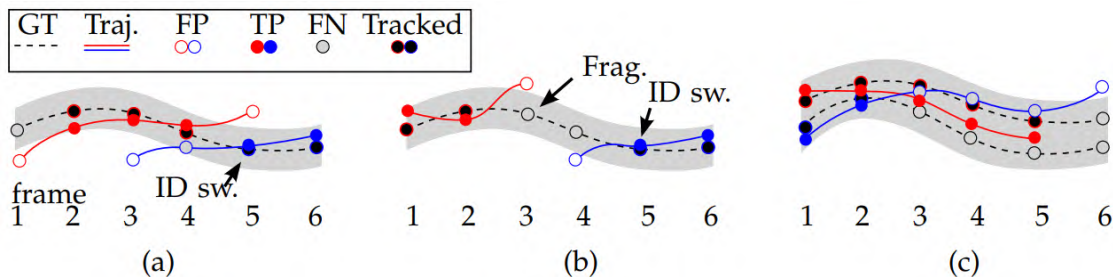 GT Traj. FP TP FN Tracked
Frag.
ID sw.
ID sw.
frame
1 2 3 4 5 6 1 2 3 4 5 6 1 2 3 4 5 6
(a) (b) (c)